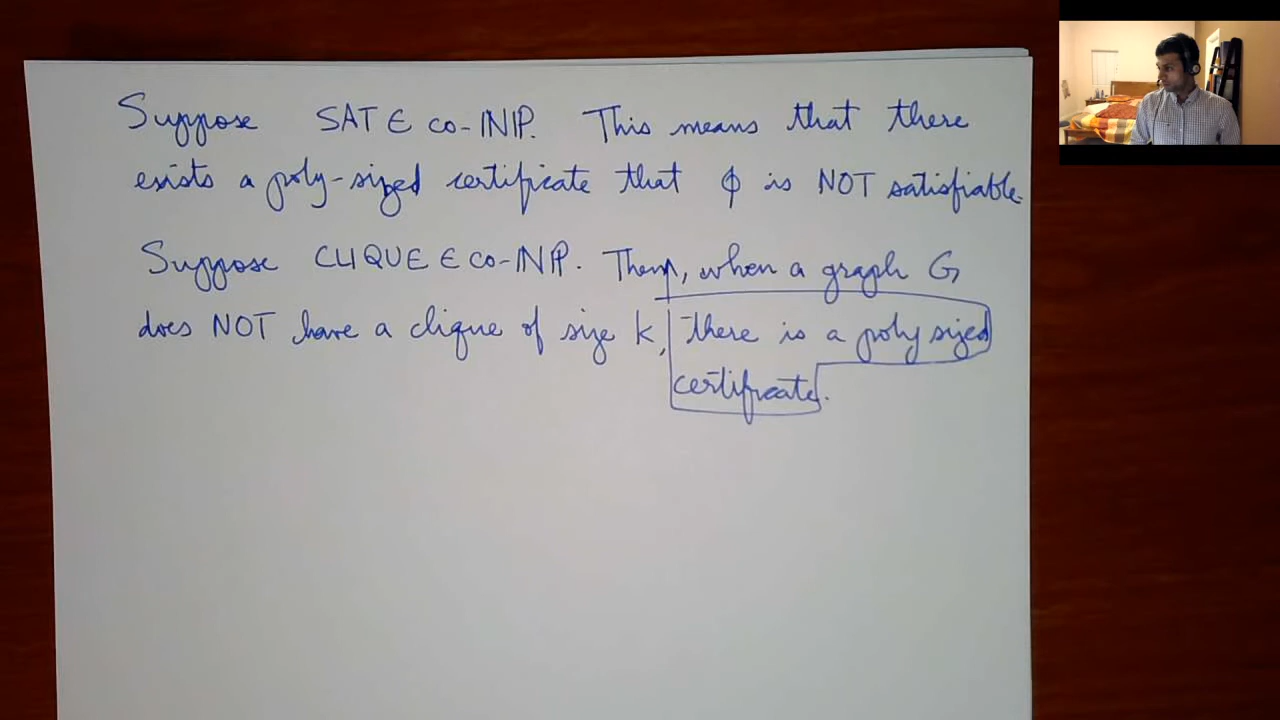 Suppose SAT ∈ co-NP. This means that there
exists a poly-sized certificate that ϕ is NOT satisfiable.
Suppose CLIQUE ∈ co-NP. Then, when a graph G
does NOT have a clique of size k, there is a poly sized
certificate.